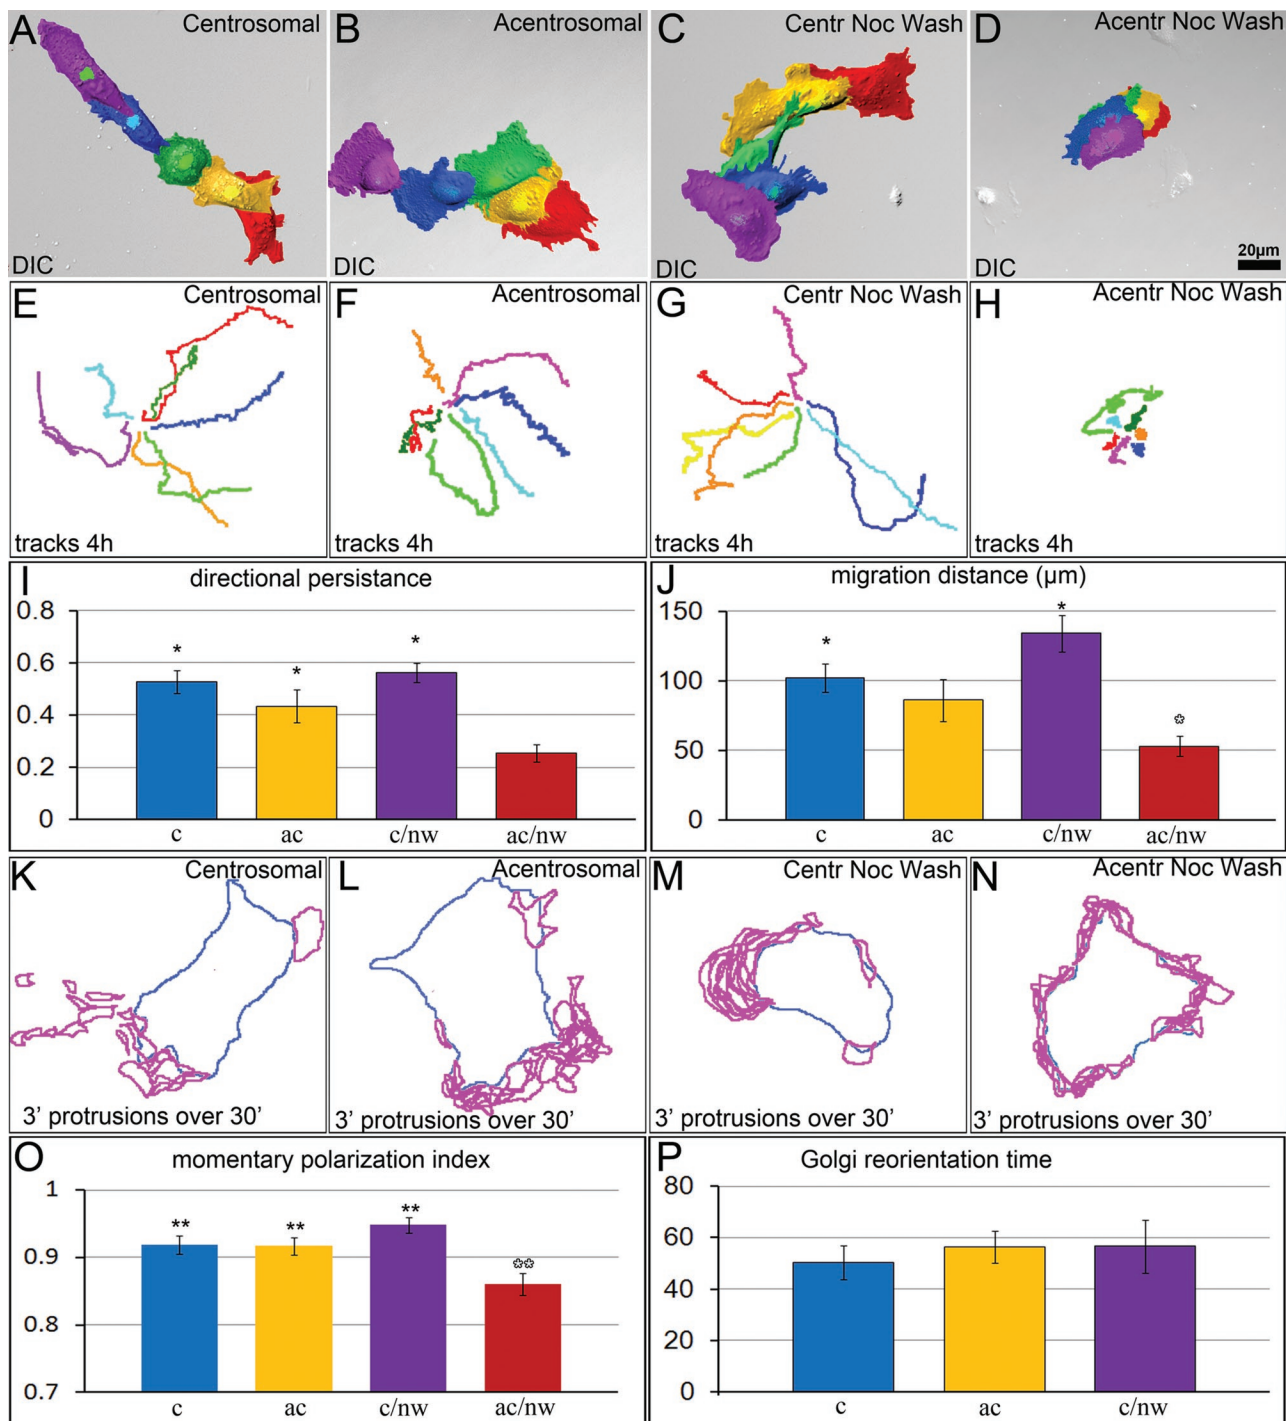 A Centrosomal
DIC
B Acentrosomal
DIC
C Centr Noc Wash
DIC
D Acentr Noc Wash
20μm
DIC
E Centrosomal
tracks 4h
F Acentrosomal
tracks 4h
G Centr Noc Wash
tracks 4h
H Acentr Noc Wash
tracks 4h
I directional persistance
0.8
0.6
0.4
0.2
0
* * *
c ac c/nw ac/nw
J migration distance (μm)
150
100
50
0
* * *
c ac c/nw ac/nw
K Centrosomal
3’ protrusions over 30’
L Acentrosomal
3’ protrusions over 30’
M Centr Noc Wash
3’ protrusions over 30’
N Acentr Noc Wash
3’ protrusions over 30’
O momentary polarization index
1
0.9
0.8
0.7
** ** ** **
c ac c/nw ac/nw
P Golgi reorientation time
80
60
40
20
0
c ac c/nw